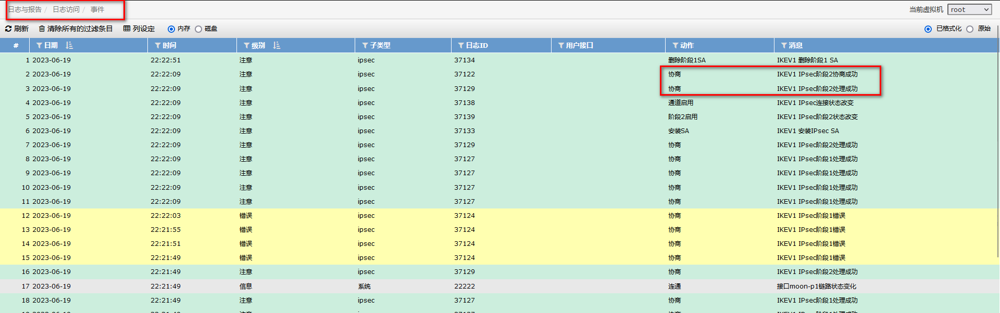 日志与报告 / 日志访问 / 事件
当前虚拟机 root
刷新 清除所有的过滤条目 列设定 内存 磁盘 已格式化 原始
# 日期 时间 级别 子类型 日志ID 用户接口 动作 消息
1 2023-06-19 22:22:51 注意 ipsec 37134 删除阶段1SA IKEV1 删除阶段1 SA
2 2023-06-19 22:22:09 注意 ipsec 37122 协商 IKEV1 IPsec阶段2协商成功
3 2023-06-19 22:22:09 注意 ipsec 37129 协商 IKEV1 IPsec阶段2处理成功
4 2023-06-19 22:22:09 注意 ipsec 37138 通道启用 IKEV1 IPsec连接状态改变
5 2023-06-19 22:22:09 注意 ipsec 37139 阶段2启用 IKEV1 IPsec阶段2状态改变
6 2023-06-19 22:22:09 注意 ipsec 37133 安装SA IKEV1 安装IPsec SA
7 2023-06-19 22:22:09 注意 ipsec 37129 协商 IKEV1 IPsec阶段2处理成功
8 2023-06-19 22:22:09 注意 ipsec 37127 协商 IKEV1 IPsec阶段1处理成功
9 2023-06-19 22:22:09 注意 ipsec 37127 协商 IKEV1 IPsec阶段1处理成功
10 2023-06-19 22:22:09 注意 ipsec 37127 协商 IKEV1 IPsec阶段1处理成功
11 2023-06-19 22:22:09 注意 ipsec 37127 协商 IKEV1 IPsec阶段1处理成功
12 2023-06-19 22:22:03 错误 ipsec 37124 协商 IKEV1 IPsec阶段1错误
13 2023-06-19 22:21:55 错误 ipsec 37124 协商 IKEV1 IPsec阶段1错误
14 2023-06-19 22:21:51 错误 ipsec 37124 协商 IKEV1 IPsec阶段1错误
15 2023-06-19 22:21:49 错误 ipsec 37124 协商 IKEV1 IPsec阶段1错误
16 2023-06-19 22:21:49 注意 ipsec 37129 协商 IKEV1 IPsec阶段2处理成功
17 2023-06-19 22:21:49 信息 系统 22222 连通 接口moon-p1链路状态变化
18 2023-06-19 22:21:49 注意 ipsec 37127 协商 IKEV1 IPsec阶段1处理成功